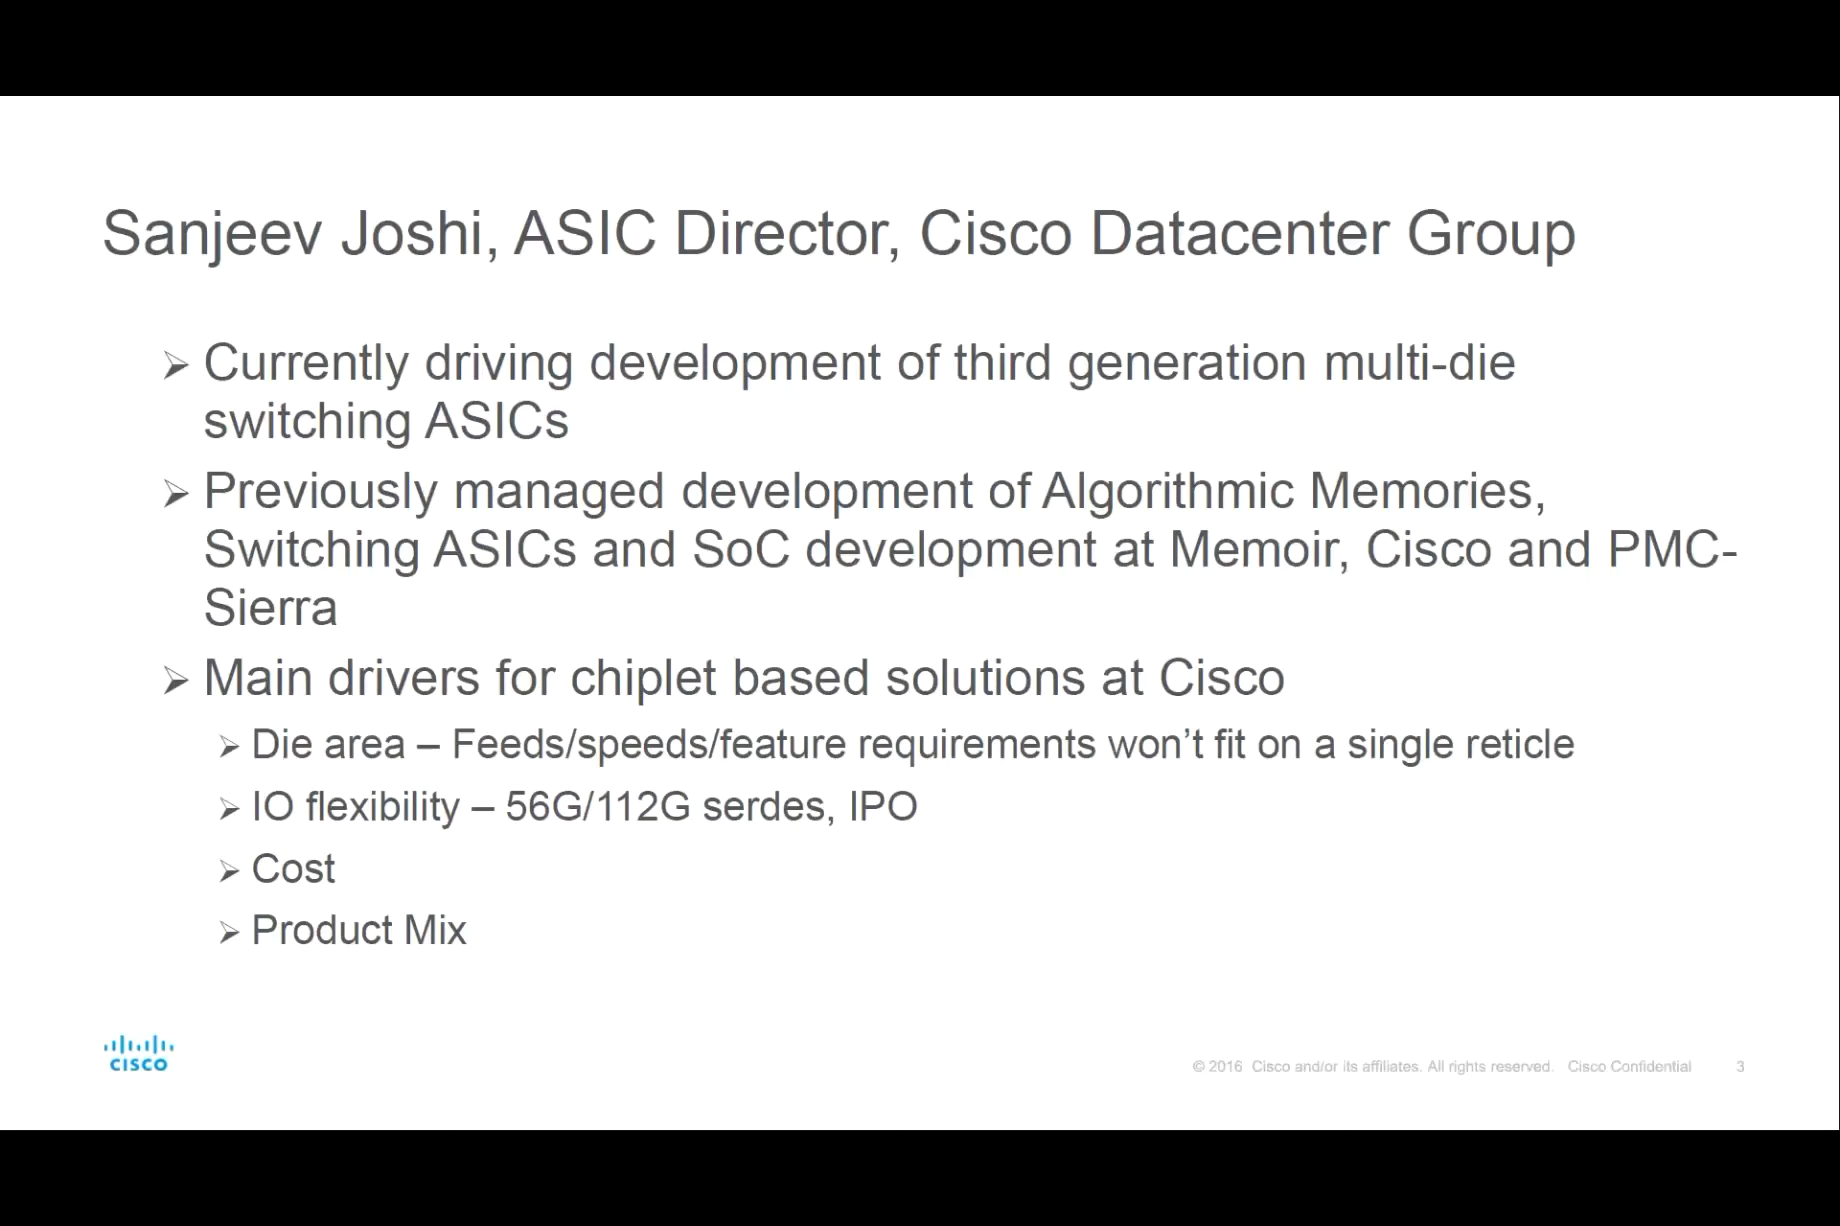 Sanjeev Joshi, ASIC Director, Cisco Datacenter Group
➢ Currently driving development of third generation multi-die
switching ASICs
➢ Previously managed development of Algorithmic Memories,
Switching ASICs and SoC development at Memoir, Cisco and PMC-
Sierra
➢ Main drivers for chiplet based solutions at Cisco
➢ Die area – Feeds/speeds/feature requirements won’t fit on a single reticle
➢ IO flexibility – 56G/112G serdes, IPO
➢ Cost
➢ Product Mix
CISCO
© 2016 Cisco and/or its affiliates. All rights reserved. Cisco Confidential 3